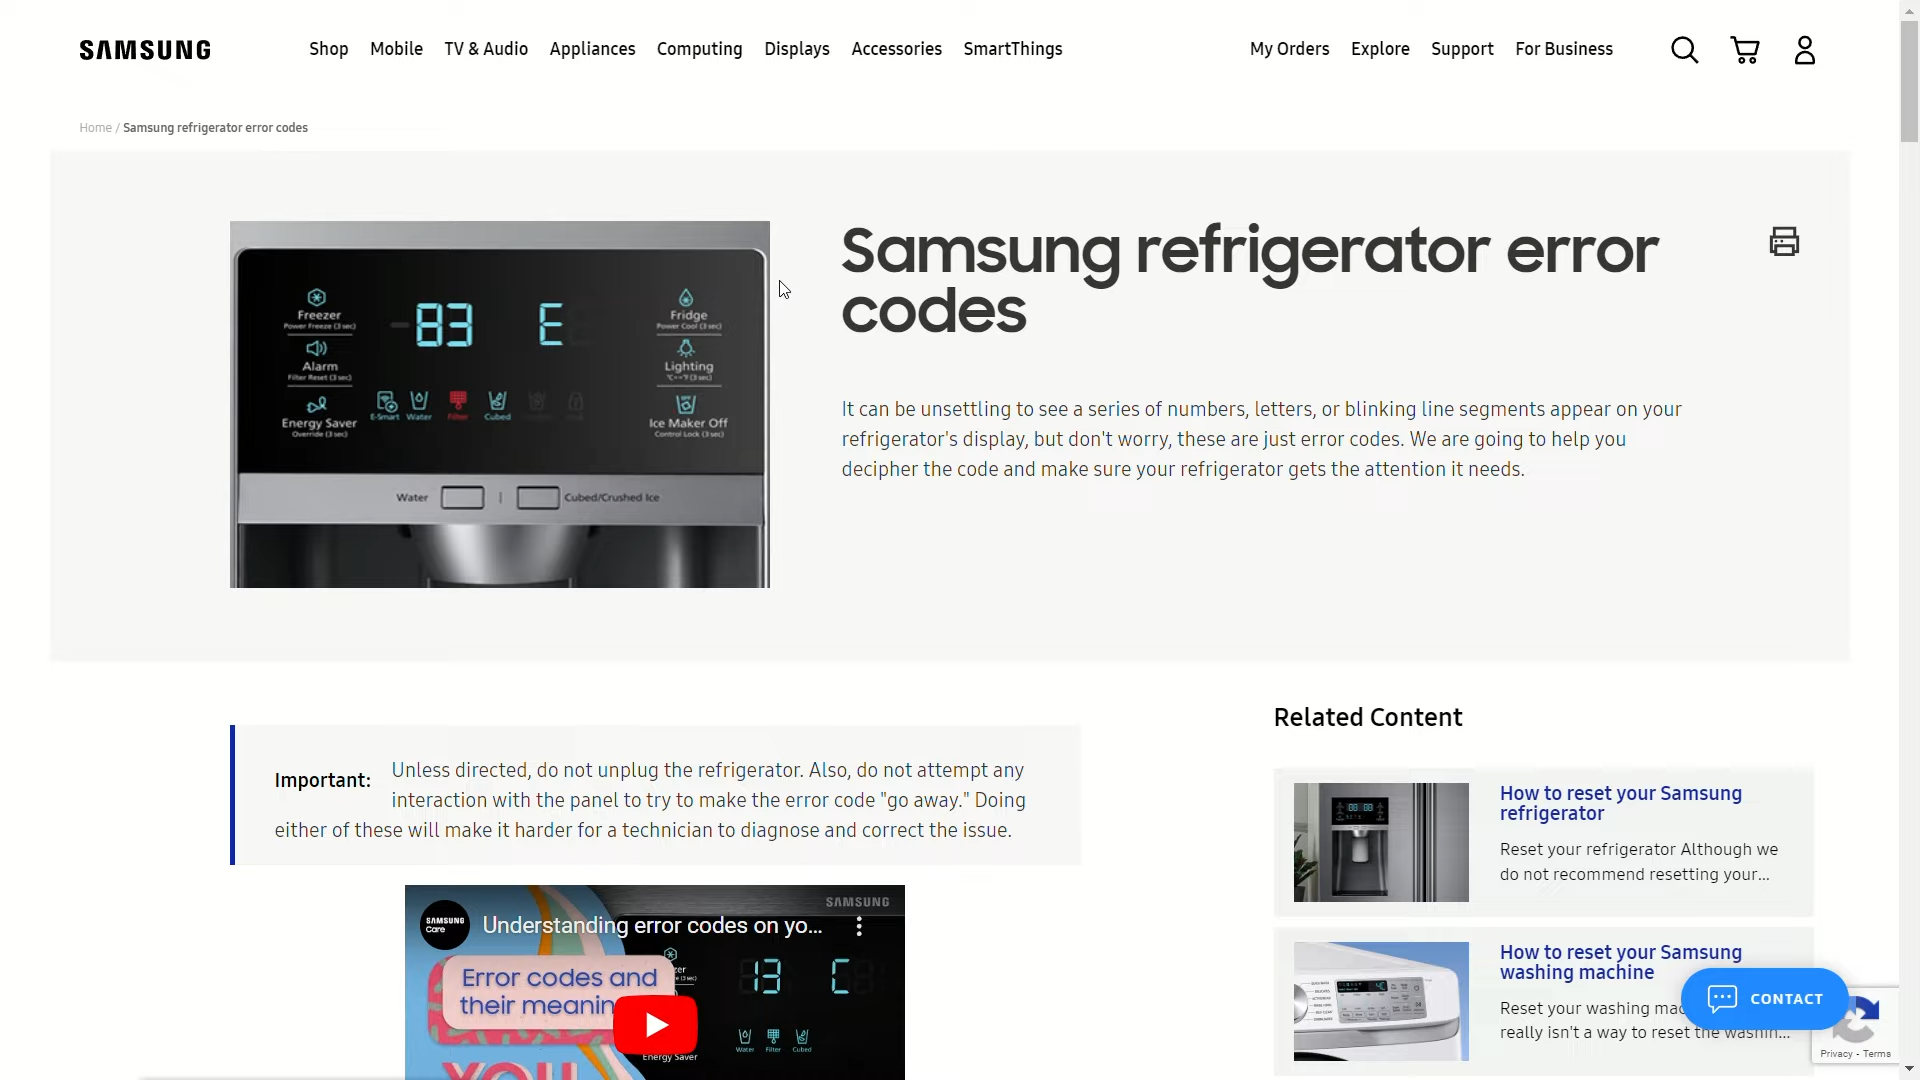 SAMSUNG
Shop Mobile TV & Audio Appliances Computing Displays Accessories SmartThings
My Orders Explore Support For Business
Home / Samsung refrigerator error codes
Samsung refrigerator error
codes
It can be unsettling to see a series of numbers, letters, or blinking line segments appear on your
refrigerator's display, but don't worry, these are just error codes. We are going to help you
decipher the code and make sure your refrigerator gets the attention it needs.
Freezer
Power Freeze (3 sec)
83 E
Fridge
Power Cool (3 sec)
Alarm
Filter Reset (3 sec)
Lighting
Energy Saver
Override (3 sec)
E-Smart Water Filter Cubed
Ice Maker Off
Control Lock (3 sec)
Water
Cubed/Crushed Ice
Important: Unless directed, do not unplug the refrigerator. Also, do not attempt any
interaction with the panel to try to make the error code "go away." Doing
either of these will make it harder for a technician to diagnose and correct the issue.
SAMSUNG
SAMSUNG
Care
Understanding error codes on yo...
Error codes and
their meanin
13 C
Water Filter Cubed
Energy Saver
YOU
Related Content
How to reset your Samsung
refrigerator
Reset your refrigerator Although we
do not recommend resetting your...
How to reset your Samsung
washing machine
Reset your washing mac
really isn't a way to reset the washin...
CONTACT
Privacy - Terms